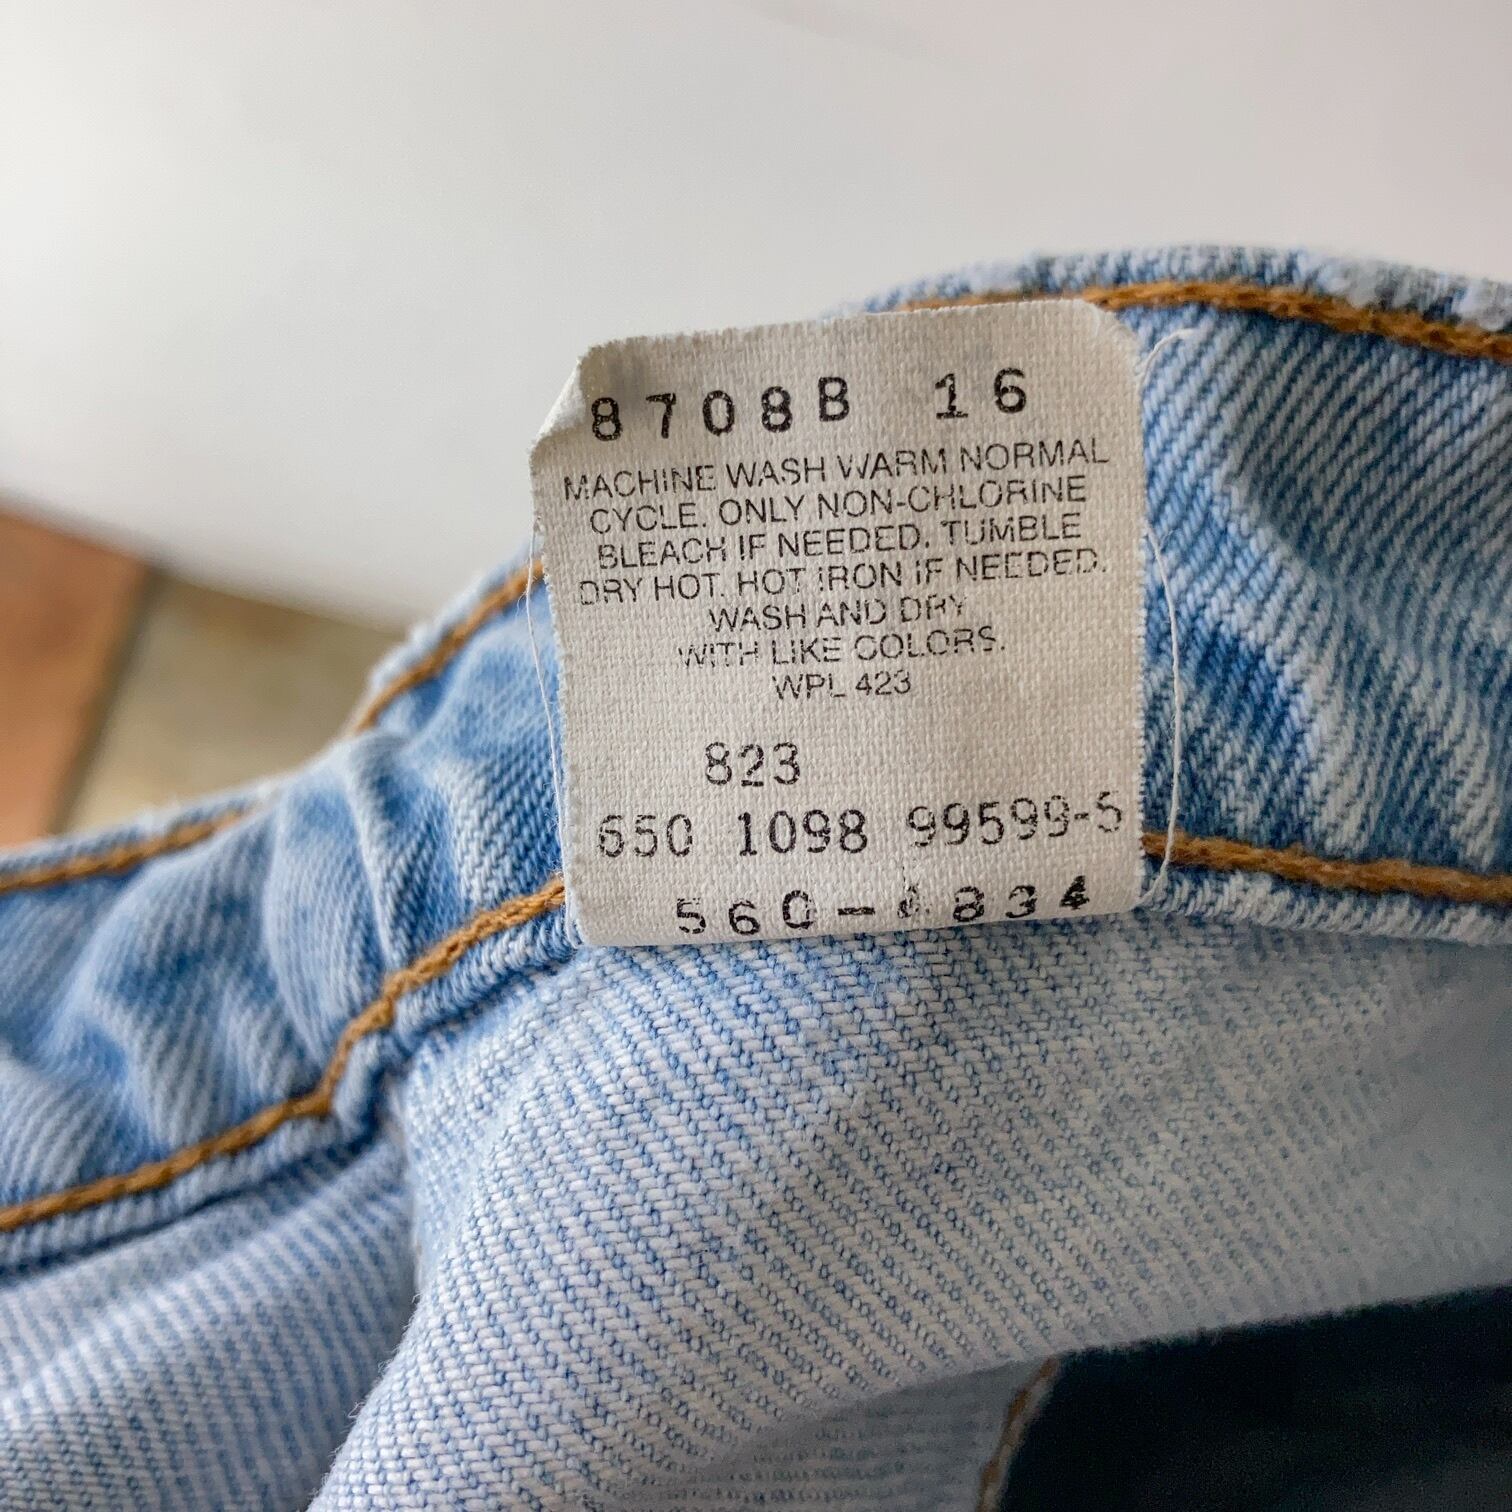 8708B 16
MACHINE WASH WARM NORMAL
CYCLE. ONLY NON-CHLORINE
BLEACH IF NEEDED. TUMBLE
DRY HOT. HOT IRON IF NEEDED.
WASH AND DRY
WITH LIKE COLORS.
WPL 423
823
650 1098 99599-5